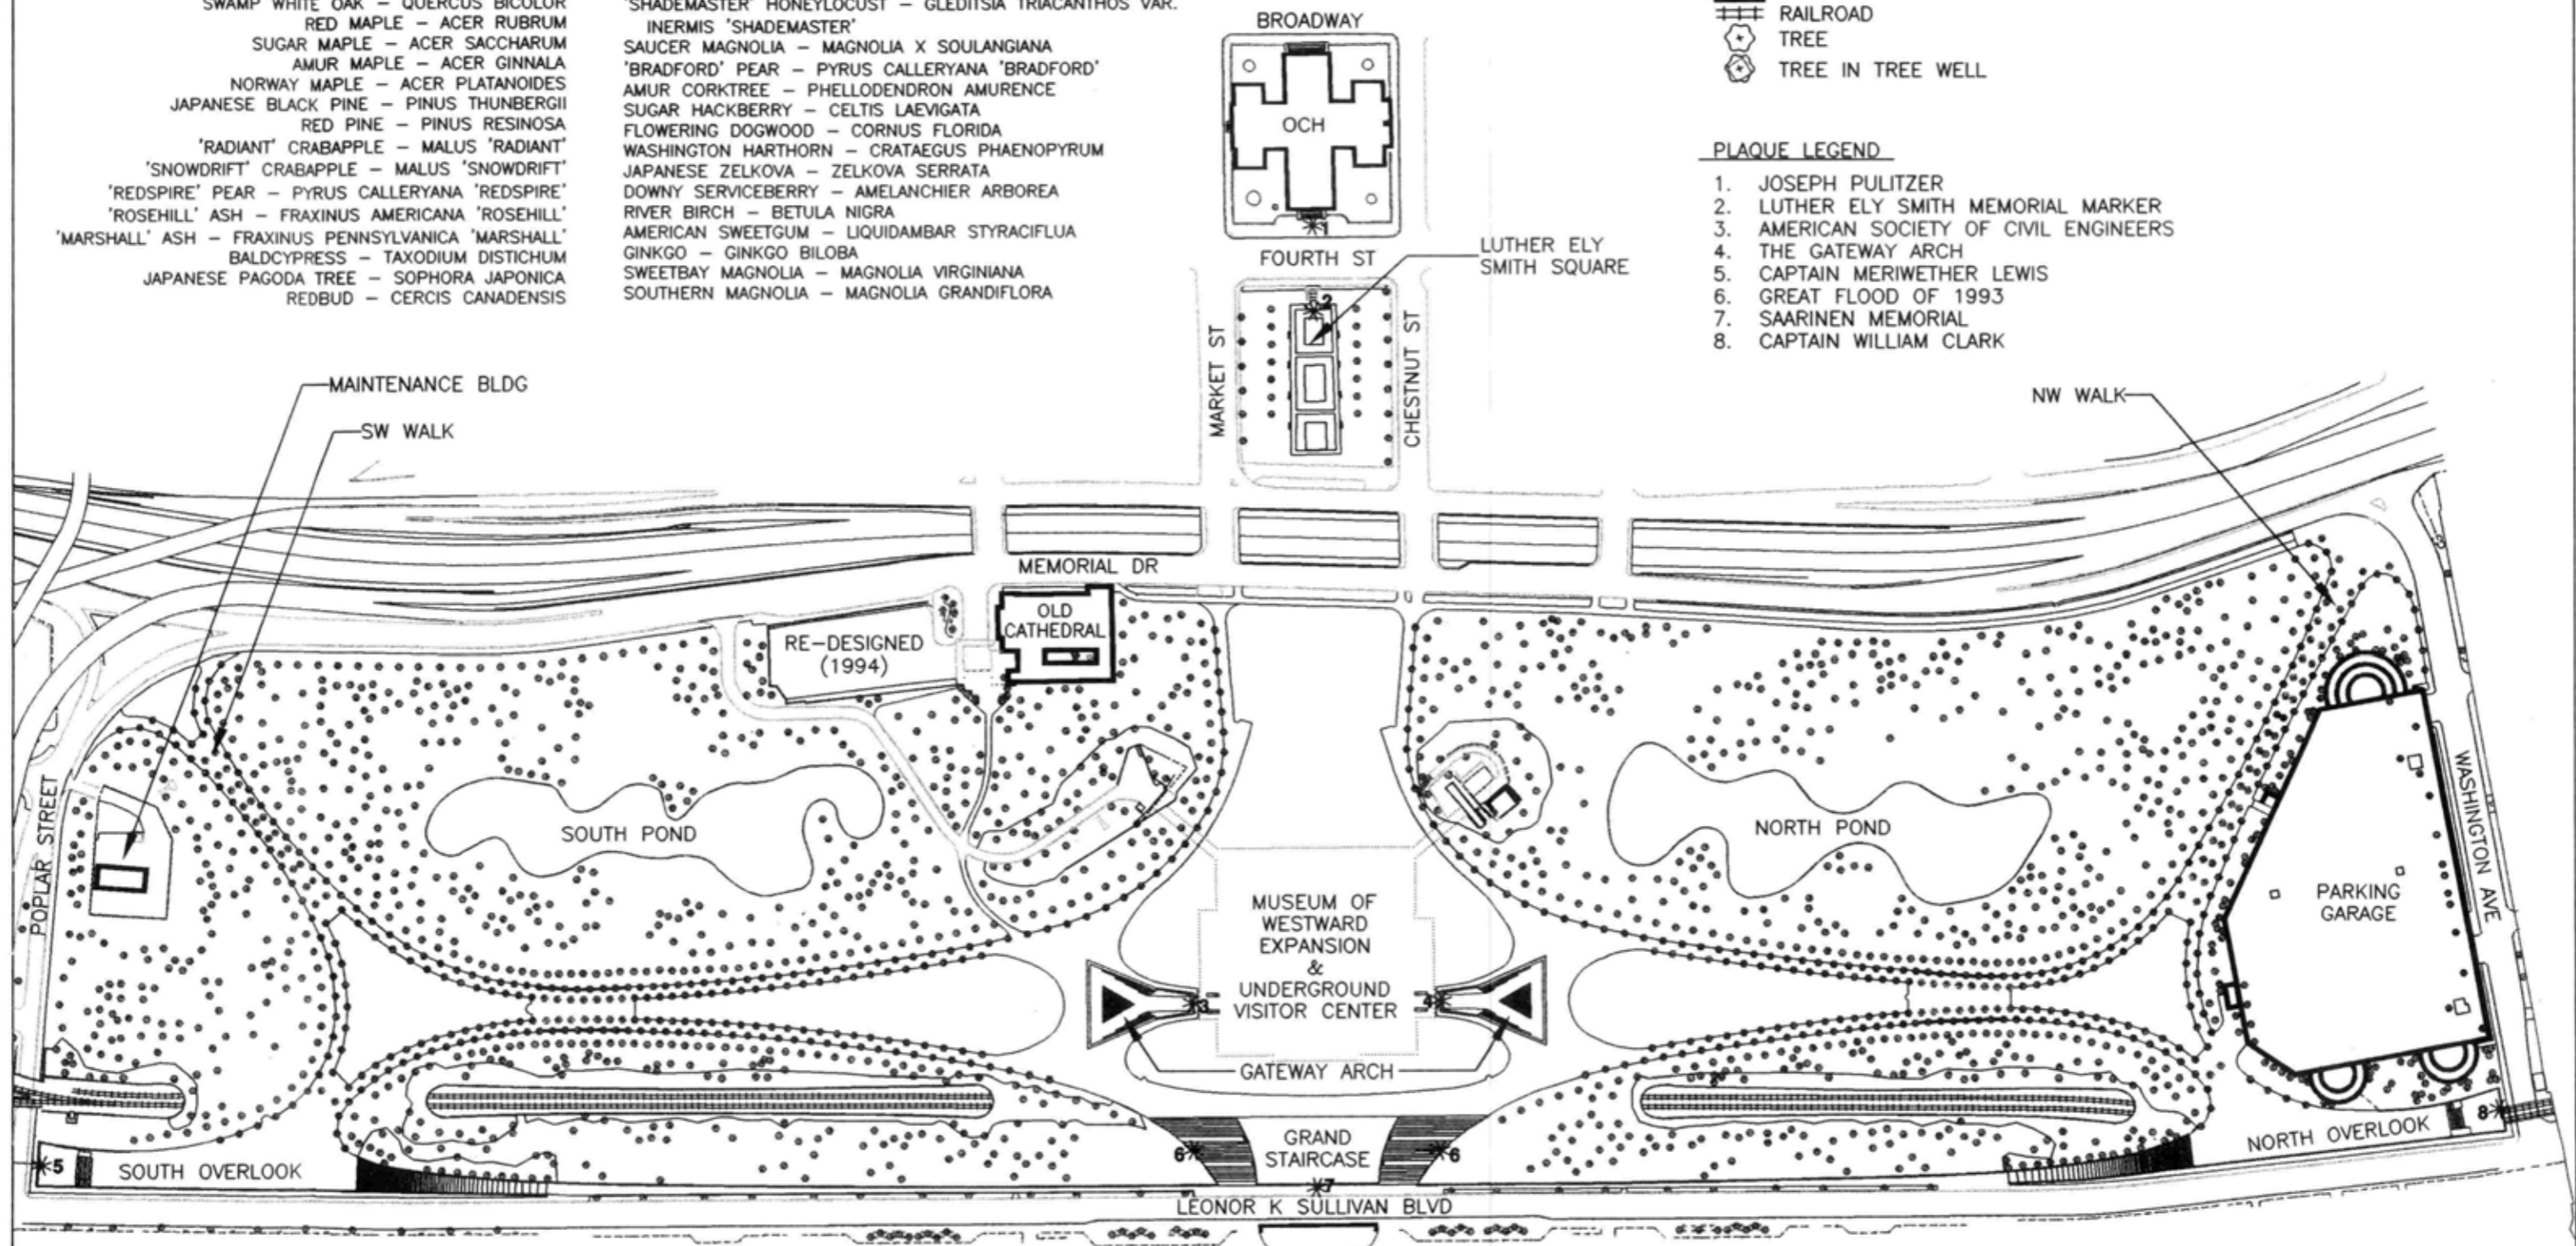 SWAMP WHITE OAK – QUERCUS BICOLOR
RED MAPLE – ACER RUBRUM
SUGAR MAPLE – ACER SACCHARUM
AMUR MAPLE – ACER GINNALA
NORWAY MAPLE – ACER PLATANOIDES
JAPANESE BLACK PINE – PINUS THUNBERGII
RED PINE – PINUS RESINOSA
'RADIANT' CRABAPPLE – MALUS 'RADIANT'
'SNOWDRIFT' CRABAPPLE – MALUS 'SNOWDRIFT'
'REDSPIRE' PEAR – PYRUS CALLERYANA 'REDSPIRE'
'ROSEHILL' ASH – FRAXINUS AMERICANA 'ROSEHILL'
'MARSHALL' ASH – FRAXINUS PENNSYLVANICA 'MARSHALL'
BALDCYPRESS – TAXODIUM DISTICHUM
JAPANESE PAGODA TREE – SOPHORA JAPONICA
REDBUD – CERCIS CANADENSIS
'SHADEMASTER' HONEYLOCUST – GLEDITSIA TRIACANTHOS VAR.
INERMIS 'SHADEMASTER'
SAUCER MAGNOLIA – MAGNOLIA X SOULANGIANA
'BRADFORD' PEAR – PYRUS CALLERYANA 'BRADFORD'
AMUR CORKTREE – PHELLODENDRON AMURENCE
SUGAR HACKBERRY – CELTIS LAEVIGATA
FLOWERING DOGWOOD – CORNUS FLORIDA
WASHINGTON HARTHORN – CRATAEGUS PHAENOPYRUM
JAPANESE ZELKOVA – ZELKOVA SERRATA
DOWNY SERVICEBERRY – AMELANCHIER ARBOREA
RIVER BIRCH – BETULA NIGRA
AMERICAN SWEETGUM – LIQUIDAMBAR STYRACIFLUA
GINKGO – GINKGO BILOBA
SWEETBAY MAGNOLIA – MAGNOLIA VIRGINIANA
SOUTHERN MAGNOLIA – MAGNOLIA GRANDIFLORA
BROADWAY
OCH
1
FOURTH ST
LUTHER ELY
SMITH SQUARE
2
MARKET ST
CHESTNUT ST
RAILROAD
TREE
TREE IN TREE WELL
PLAQUE LEGEND
1. JOSEPH PULITZER
2. LUTHER ELY SMITH MEMORIAL MARKER
3. AMERICAN SOCIETY OF CIVIL ENGINEERS
4. THE GATEWAY ARCH
5. CAPTAIN MERIWETHER LEWIS
6. GREAT FLOOD OF 1993
7. SAARINEN MEMORIAL
8. CAPTAIN WILLIAM CLARK
MAINTENANCE BLDG
SW WALK
NW WALK
MEMORIAL DR
OLD
CATHEDRAL
RE–DESIGNED
(1994)
POPLAR STREET
SOUTH POND
NORTH POND
WASHINGTON AVE
PARKING
GARAGE
MUSEUM OF
WESTWARD
EXPANSION
&
UNDERGROUND
VISITOR CENTER
3
4
GATEWAY ARCH
GRAND
STAIRCASE
6
6
5
SOUTH OVERLOOK
NORTH OVERLOOK
8
7
LEONOR K SULLIVAN BLVD